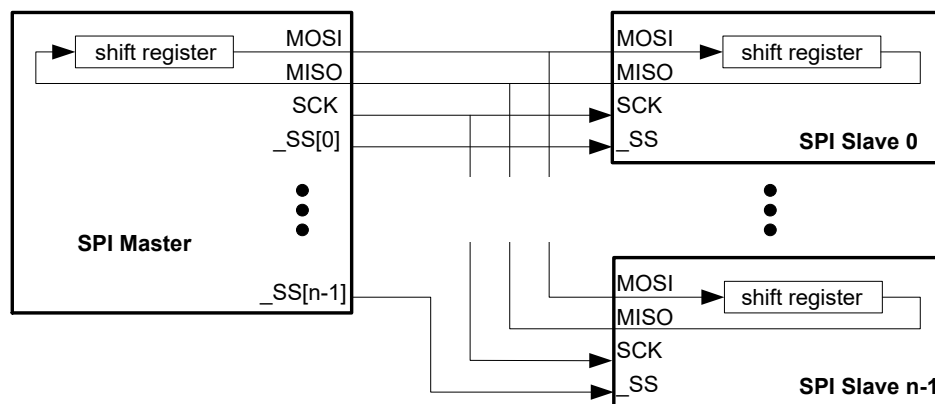 shift register
MOSI
MISO
SCK
_SS[0]
SPI Master
_SS[n-1]
MOSI
shift register
MISO
SCK
_SS
SPI Slave 0
MOSI
shift register
MISO
SCK
_SS
SPI Slave n-1